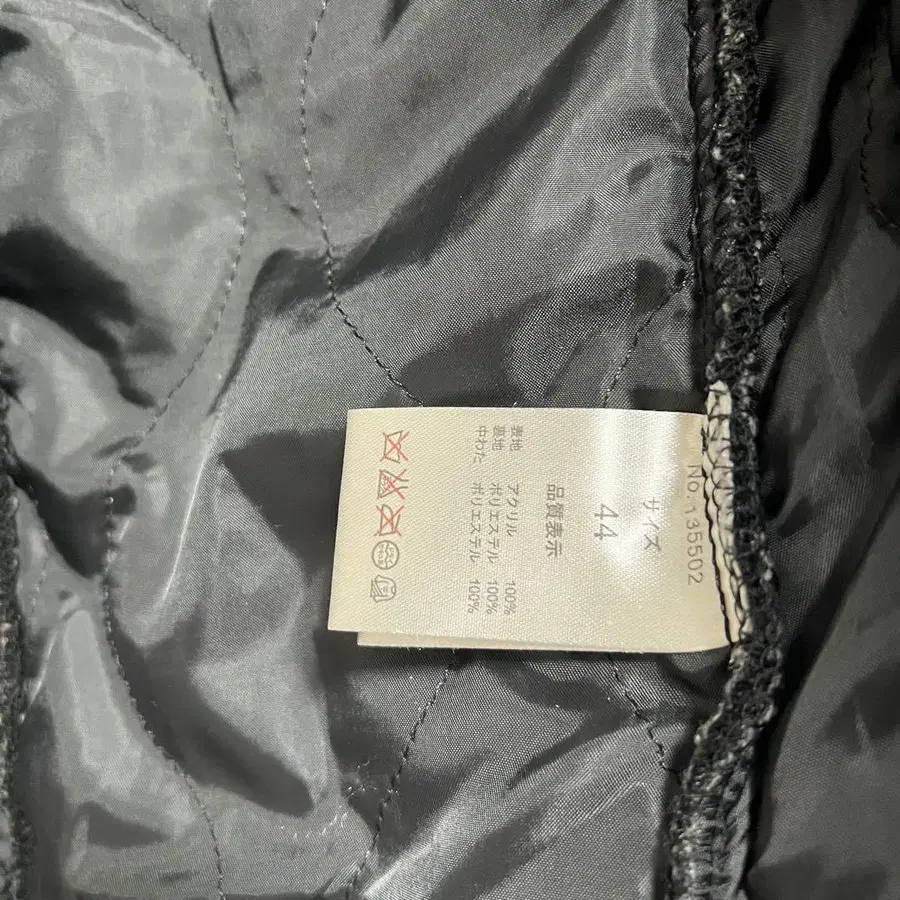 No. 135502
サイズ
44
品質表示
表地 アクリル 100%
裏地 ポリエステル 100%
中わた ポリエステル 100%